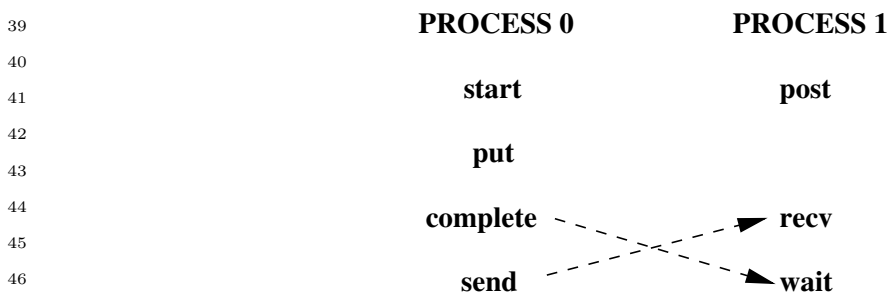 39 PROCESS 0 PROCESS 1
40
41 start post
42
43 put
44 complete recv
45
46 send wait